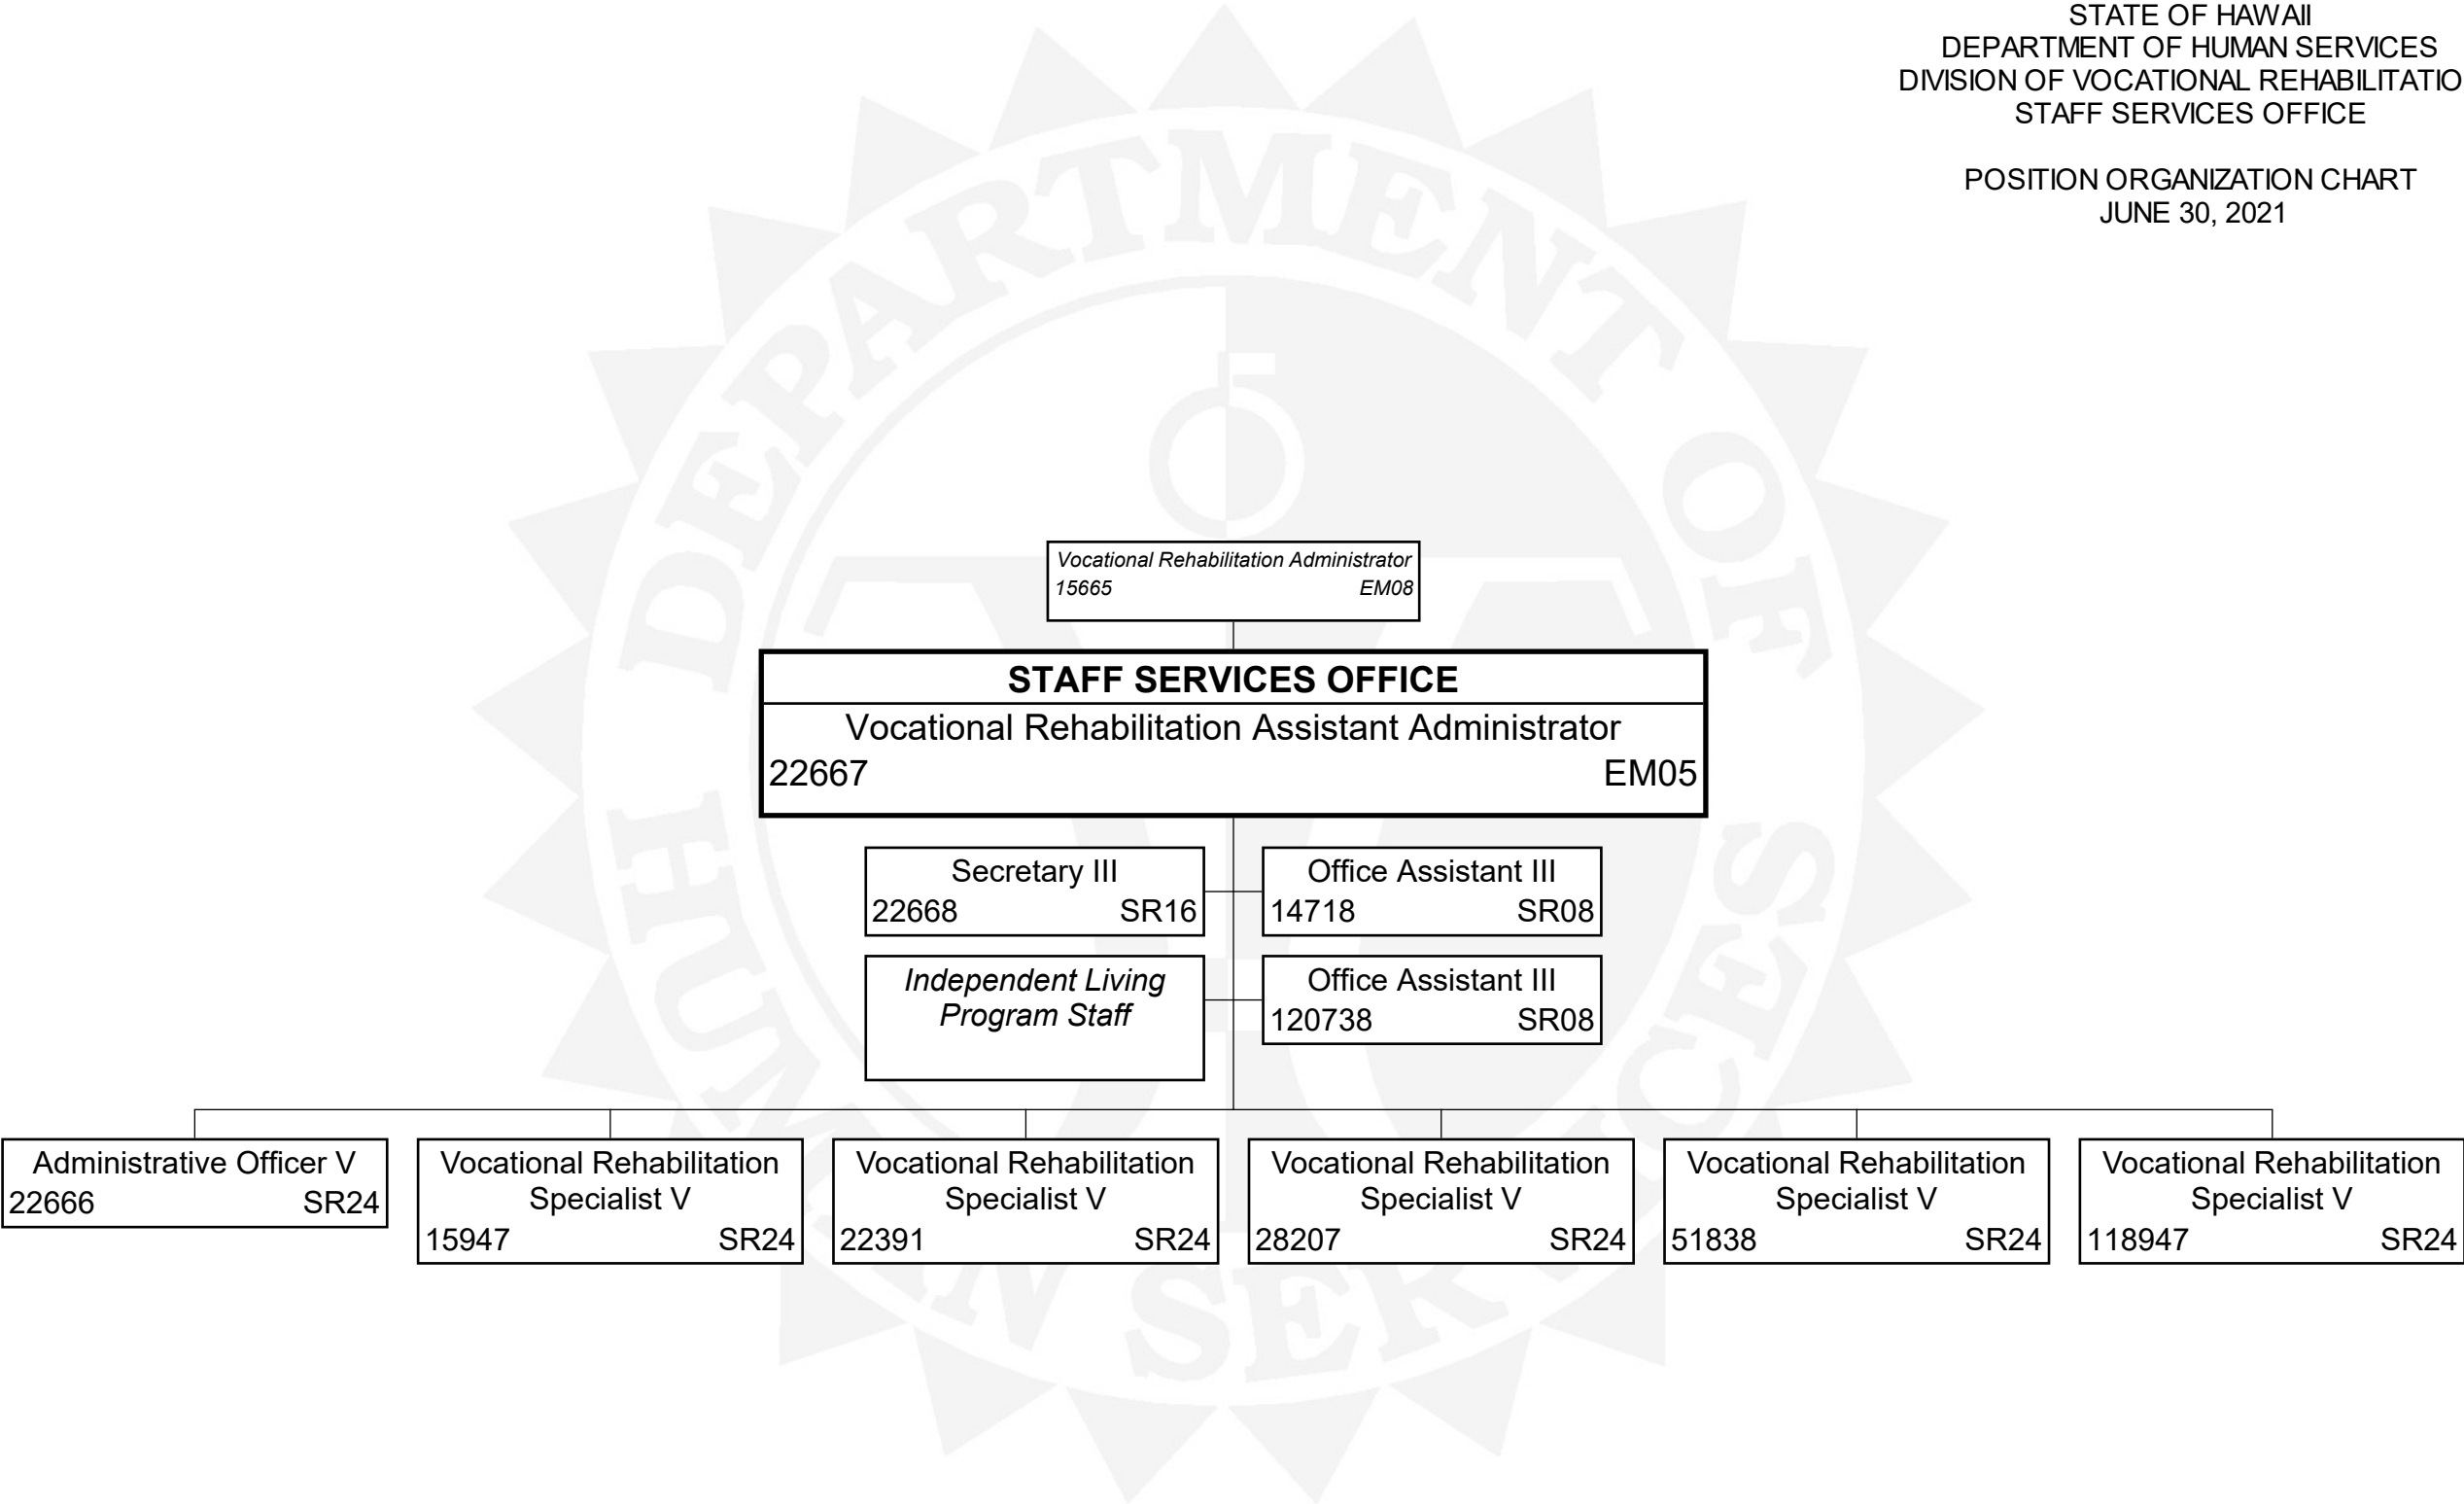 STATE OF HAWAII
DEPARTMENT OF HUMAN SERVICES
DIVISION OF VOCATIONAL REHABILITATIO
STAFF SERVICES OFFICE
POSITION ORGANIZATION CHART
JUNE 30, 2021
DEPARTMENT OF
HUMAN SERVICES
Vocational Rehabilitation Administrator
15665 EM08
STAFF SERVICES OFFICE
Vocational Rehabilitation Assistant Administrator
22667 EM05
Secretary III
22668 SR16
Office Assistant III
14718 SR08
Independent Living
Program Staff
Office Assistant III
120738 SR08
Administrative Officer V
22666 SR24
Vocational Rehabilitation
Specialist V
15947 SR24
Vocational Rehabilitation
Specialist V
22391 SR24
Vocational Rehabilitation
Specialist V
28207 SR24
Vocational Rehabilitation
Specialist V
51838 SR24
Vocational Rehabilitation
Specialist V
118947 SR24